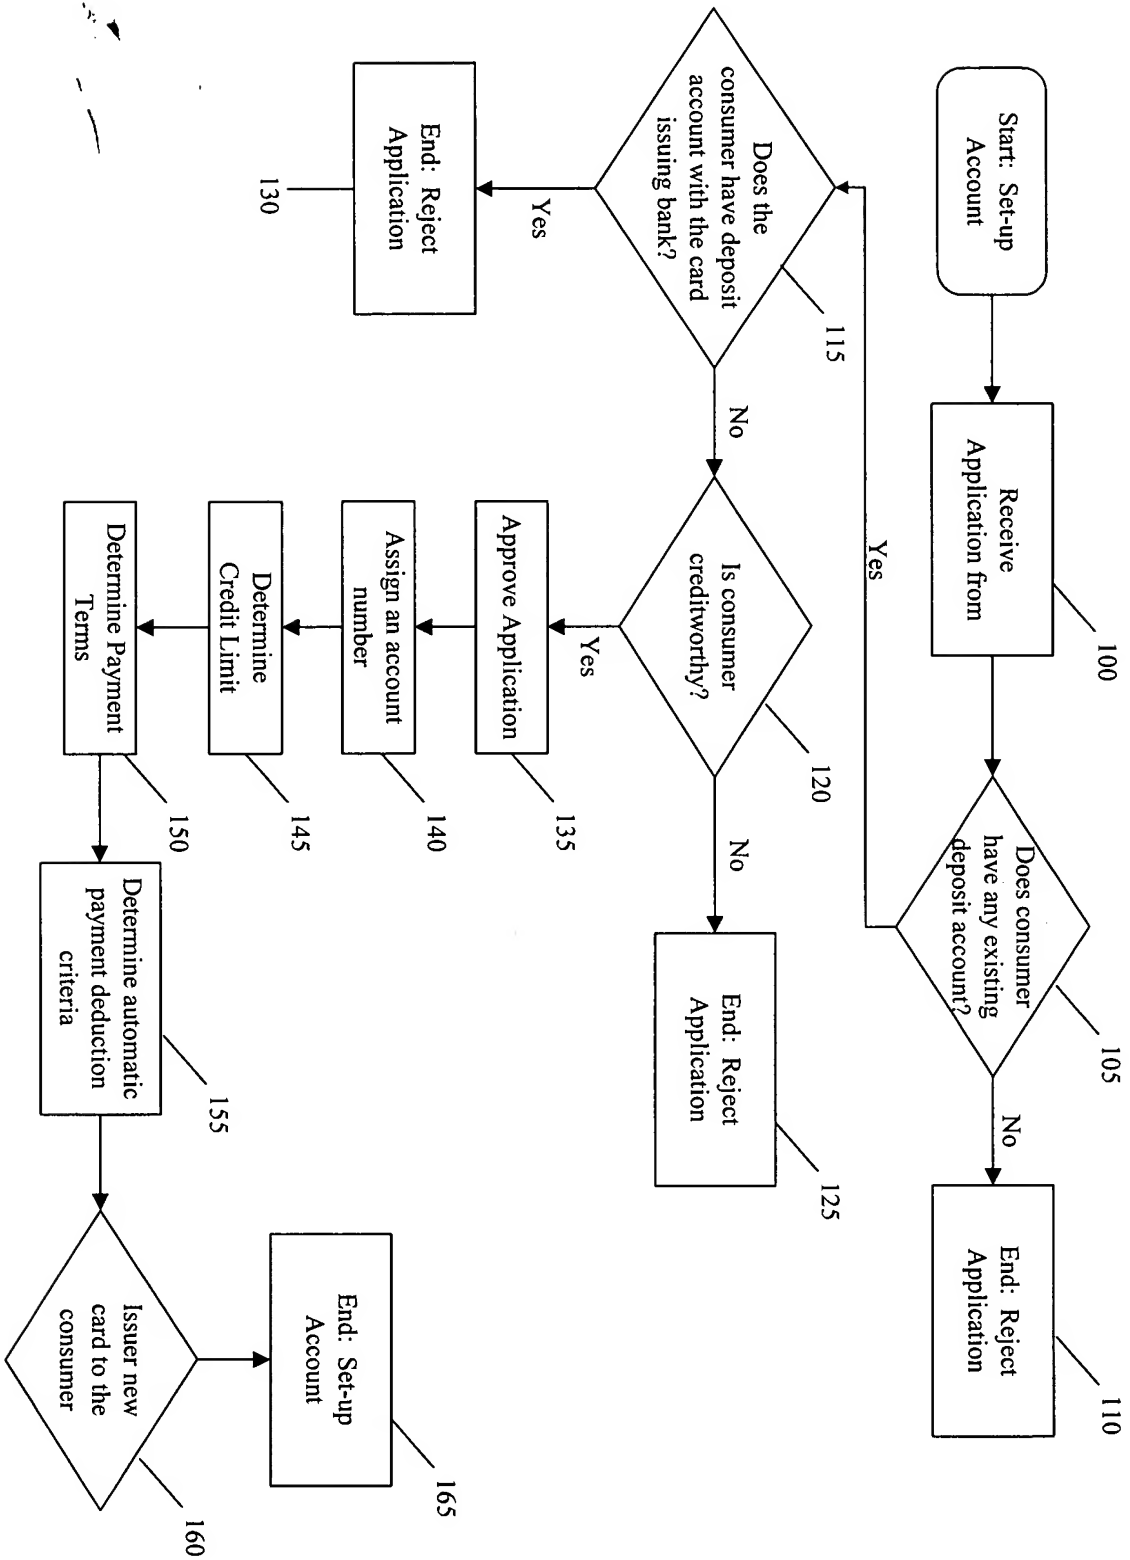 Start: Set-up
Account
Receive
Application from
100
Does consumer
have any existing
deposit account?
105
No
End: Reject
Application
110
Yes
Does the
consumer have deposit
account with the card
issuing bank?
115
No
Is consumer
creditworthy?
120
No
End: Reject
Application
125
Yes
End: Reject
Application
130
Yes
Approve Application
135
Assign an account
number
140
Determine
Credit Limit
145
Determine Payment
Terms
150
Determine automatic
payment deduction
criteria
155
Issuer new
card to the
consumer
160
End: Set-up
Account
165